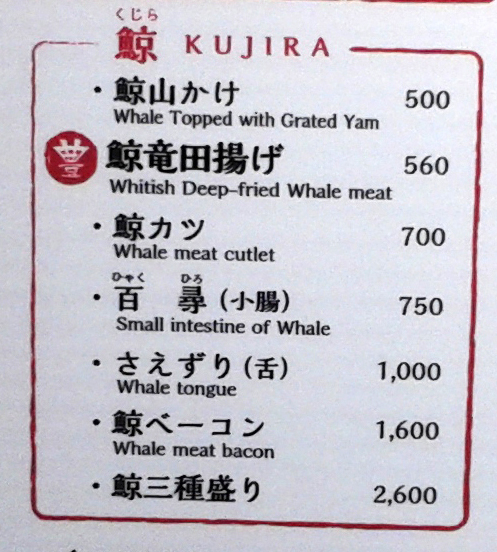 くじら
鯨 KUJIRA
・鯨山かけ 500
Whale Topped with Grated Yam
豊 鯨竜田揚げ 560
Whitish Deep-fried Whale meat
・鯨カツ 700
Whale meat cutlet
ひゃく ひろ
・百 尋 (小腸) 750
Small intestine of Whale
・さえずり (舌) 1,000
Whale tongue
・鯨ベーコン 1,600
Whale meat bacon
・鯨三種盛り 2,600